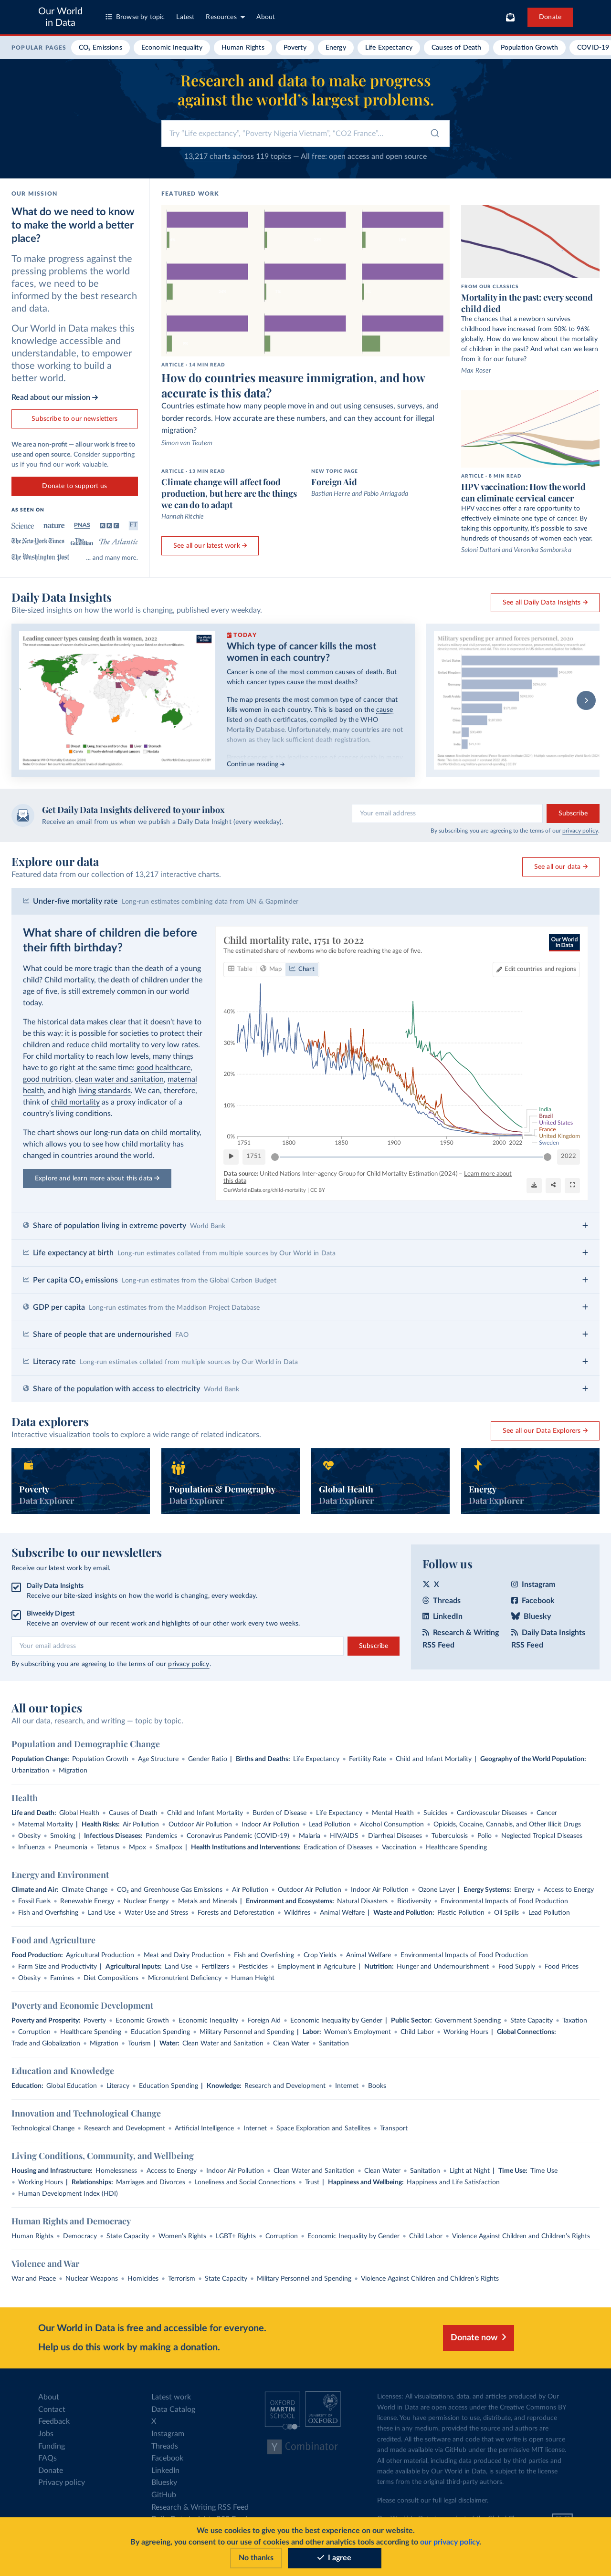 Our World
in Data
Browse by topic
Latest
Resources
About
Donate
POPULAR PAGES
CO₂ Emissions
Economic Inequality
Human Rights
Poverty
Energy
Life Expectancy
Causes of Death
Population Growth
COVID-19
Research and data to make progress
against the world's largest problems.
Try "Life expectancy", "Poverty Nigeria Vietnam", "CO2 France"...
13,217 charts across 119 topics — All free: open access and open source
OUR MISSION
What do we need to know
to make the world a better
place?
To make progress against the
pressing problems the world
faces, we need to be
informed by the best research
and data.
Our World in Data makes this
knowledge accessible and
understandable, to empower
those working to build a
better world.
Read about our mission →
Subscribe to our newsletters
We are a non-profit — all our work is free to
use and open source. Consider supporting
us if you find our work valuable.
Donate to support us
AS SEEN ON
Science
nature
PNAS
BBC
FT
The New York Times
The Guardian
The Atlantic
The Washington Post
... and many more.
FEATURED WORK
ARTICLE - 14 MIN READ
How do countries measure immigration, and how
accurate is this data?
Counties estimate how many people move in and out using censuses, surveys, and
border records. How accurate are these numbers, and can they account for illegal
migration?
Simon van Teutem
ARTICLE - 13 MIN READ
Climate change will affect food
production, but here are the things
we can do to adapt
Hannah Ritchie
NEW TOPIC PAGE
Foreign Aid
Bastian Herre and Pablo Arriagada
See all our latest work →
FROM OUR CLASSICS
Mortality in the past: every second
child died
The chances that a newborn survives
childhood have increased from 50% to 96%
globally. How do we know about the mortality
of children in the past? And what can we learn
from it for our future?
Max Roser
ARTICLE - 8 MIN READ
HPV vaccination: How the world
can eliminate cervical cancer
HPV vaccines offer a rare opportunity to
effectively eliminate one type of cancer. By
taking this opportunity, it's possible to save
hundreds of thousands of women each year.
Saloni Dattani and Veronika Samborska
Daily Data Insights
Bite-sized insights on how the world is changing, published every weekday.
See all Daily Data Insights →
Leading cancer types causing death in women, 2022
TODAY
Which type of cancer kills the most
women in each country?
Cancer is one of the most common causes of death. But
which cancer types cause the most deaths?
The map presents the most common type of cancer that
kills women in each country. This is based on the cause
listed on death certificates, compiled by the WHO
Mortality Database. Unfortunately, many countries are not
shown as they lack sufficient death registration.
Continue reading →
Military spending per armed forces personnel, 2020
Get Daily Data Insights delivered to your inbox
Receive an email from us when we publish a Daily Data Insight (every weekday).
Your email address
Subscribe
By subscribing you are agreeing to the terms of our privacy policy.
Explore our data
Featured data from our collection of 13,217 interactive charts.
See all our data →
Under-five mortality rate Long-run estimates combining data from UN & Gapminder
What share of children die before
their fifth birthday?
What could be more tragic than the death of a young
child? Child mortality, the death of children under the
age of five, is still extremely common in our world
today.
The historical data makes clear that it doesn't have to
be this way: it is possible for societies to protect their
children and reduce child mortality to very low rates.
For child mortality to reach low levels, many things
have to go right at the same time: good healthcare,
good nutrition, clean water and sanitation, maternal
health, and high living standards. We can, therefore,
think of child mortality as a proxy indicator of a
country's living conditions.
The chart shows our long-run data on child mortality,
which allows you to see how child mortality has
changed in countries around the world.
Explore and learn more about this data →
Child mortality rate, 1751 to 2022
The estimated share of newborns who die before reaching the age of five.
Our World
in Data
Table
Map
Chart
Edit countries and regions
40%
30%
20%
10%
0%
India
Brazil
United States
France
United Kingdom
Sweden
1751 1800 1850 1900 1950 2000 2022
1751
2022
Data source: United Nations Inter-agency Group for Child Mortality Estimation (2024) – Learn more about
this data
OurWorldinData.org/child-mortality | CC BY
Share of population living in extreme poverty World Bank
Life expectancy at birth Long-run estimates collated from multiple sources by Our World in Data
Per capita CO₂ emissions Long-run estimates from the Global Carbon Budget
GDP per capita Long-run estimates from the Maddison Project Database
Share of people that are undernourished FAO
Literacy rate Long-run estimates collated from multiple sources by Our World in Data
Share of the population with access to electricity World Bank
Data explorers
Interactive visualization tools to explore a wide range of related indicators.
See all our Data Explorers →
Poverty
Data Explorer
Population & Demography
Data Explorer
Global Health
Data Explorer
Energy
Data Explorer
Subscribe to our newsletters
Receive our latest work by email.
Daily Data Insights
Receive our bite-sized insights on how the world is changing, every weekday.
Biweekly Digest
Receive an overview of our recent work and highlights of our other work every two weeks.
Your email address
Subscribe
By subscribing you are agreeing to the terms of our privacy policy.
Follow us
X
Instagram
Threads
Facebook
LinkedIn
Bluesky
Research & Writing
RSS Feed
Daily Data Insights
RSS Feed
All our topics
All our data, research, and writing — topic by topic.
Population and Demographic Change
Population Change: Population Growth • Age Structure • Gender Ratio | Births and Deaths: Life Expectancy • Fertility Rate • Child and Infant Mortality | Geography of the World Population:
Urbanization • Migration
Health
Life and Death: Global Health • Causes of Death • Child and Infant Mortality • Burden of Disease • Life Expectancy • Mental Health • Suicides • Cardiovascular Diseases • Cancer
• Maternal Mortality | Health Risks: Air Pollution • Outdoor Air Pollution • Indoor Air Pollution • Lead Pollution • Alcohol Consumption • Opioids, Cocaine, Cannabis, and Other Illicit Drugs
• Obesity • Smoking | Infectious Diseases: Pandemics • Coronavirus Pandemic (COVID-19) • Malaria • HIV/AIDS • Diarrheal Diseases • Tuberculosis • Polio • Neglected Tropical Diseases
• Influenza • Pneumonia • Tetanus • Mpox • Smallpox | Health Institutions and Interventions: Eradication of Diseases • Vaccination • Healthcare Spending
Energy and Environment
Climate and Air: Climate Change • CO₂ and Greenhouse Gas Emissions • Air Pollution • Outdoor Air Pollution • Indoor Air Pollution • Ozone Layer | Energy Systems: Energy • Access to Energy
• Fossil Fuels • Renewable Energy • Nuclear Energy • Metals and Minerals | Environment and Ecosystems: Natural Disasters • Biodiversity • Environmental Impacts of Food Production
• Fish and Overfishing • Land Use • Water Use and Stress • Forests and Deforestation • Wildfires • Animal Welfare | Waste and Pollution: Plastic Pollution • Oil Spills • Lead Pollution
Food and Agriculture
Food Production: Agricultural Production • Meat and Dairy Production • Fish and Overfishing • Crop Yields • Animal Welfare • Environmental Impacts of Food Production
• Farm Size and Productivity | Agricultural Inputs: Land Use • Fertilizers • Pesticides • Employment in Agriculture | Nutrition: Hunger and Undernourishment • Food Supply • Food Prices
• Obesity • Famines • Diet Compositions • Micronutrient Deficiency • Human Height
Poverty and Economic Development
Poverty and Prosperity: Poverty • Economic Growth • Economic Inequality • Foreign Aid • Economic Inequality by Gender | Public Sector: Government Spending • State Capacity • Taxation
• Corruption • Healthcare Spending • Education Spending • Military Personnel and Spending | Labor: Women's Employment • Child Labor • Working Hours | Global Connections:
Trade and Globalization • Migration • Tourism | Water: Clean Water and Sanitation • Clean Water • Sanitation
Education and Knowledge
Education: Global Education • Literacy • Education Spending | Knowledge: Research and Development • Internet • Books
Innovation and Technological Change
Technological Change • Research and Development • Artificial Intelligence • Internet • Space Exploration and Satellites • Transport
Living Conditions, Community, and Wellbeing
Housing and Infrastructure: Homelessness • Access to Energy • Indoor Air Pollution • Clean Water and Sanitation • Clean Water • Sanitation • Light at Night | Time Use: Time Use
• Working Hours | Relationships: Marriages and Divorces • Loneliness and Social Connections • Trust | Happiness and Wellbeing: Happiness and Life Satisfaction
• Human Development Index (HDI)
Human Rights and Democracy
Human Rights • Democracy • State Capacity • Women's Rights • LGBT+ Rights • Corruption • Economic Inequality by Gender • Child Labor • Violence Against Children and Children's Rights
Violence and War
War and Peace • Nuclear Weapons • Homicides • Terrorism • State Capacity • Military Personnel and Spending • Violence Against Children and Children's Rights
Our World in Data is free and accessible for everyone.
Help us do this work by making a donation.
Donate now
About
Contact
Feedback
Jobs
Funding
FAQs
Donate
Privacy policy
Latest work
Data Catalog
X
Instagram
Threads
Facebook
LinkedIn
Bluesky
GitHub
Research & Writing RSS Feed
OXFORD
MARTIN
SCHOOL
UNIVERSITY OF
OXFORD
Y Combinator
Licenses: All visualizations, data, and articles produced by Our
World in Data are open access under the Creative Commons BY
license. You have permission to use, distribute, and reproduce
these in any medium, provided the source and authors are
credited. All the software and code that we write is open source
and made available via GitHub under the permissive MIT license.
All other material, including data produced by third parties and
made available by Our World in Data, is subject to the license
terms from the original third-party authors.
Please consult our full legal disclaimer.
We use cookies to give you the best experience on our website.
By agreeing, you consent to our use of cookies and other analytics tools according to our privacy policy.
No thanks
I agree